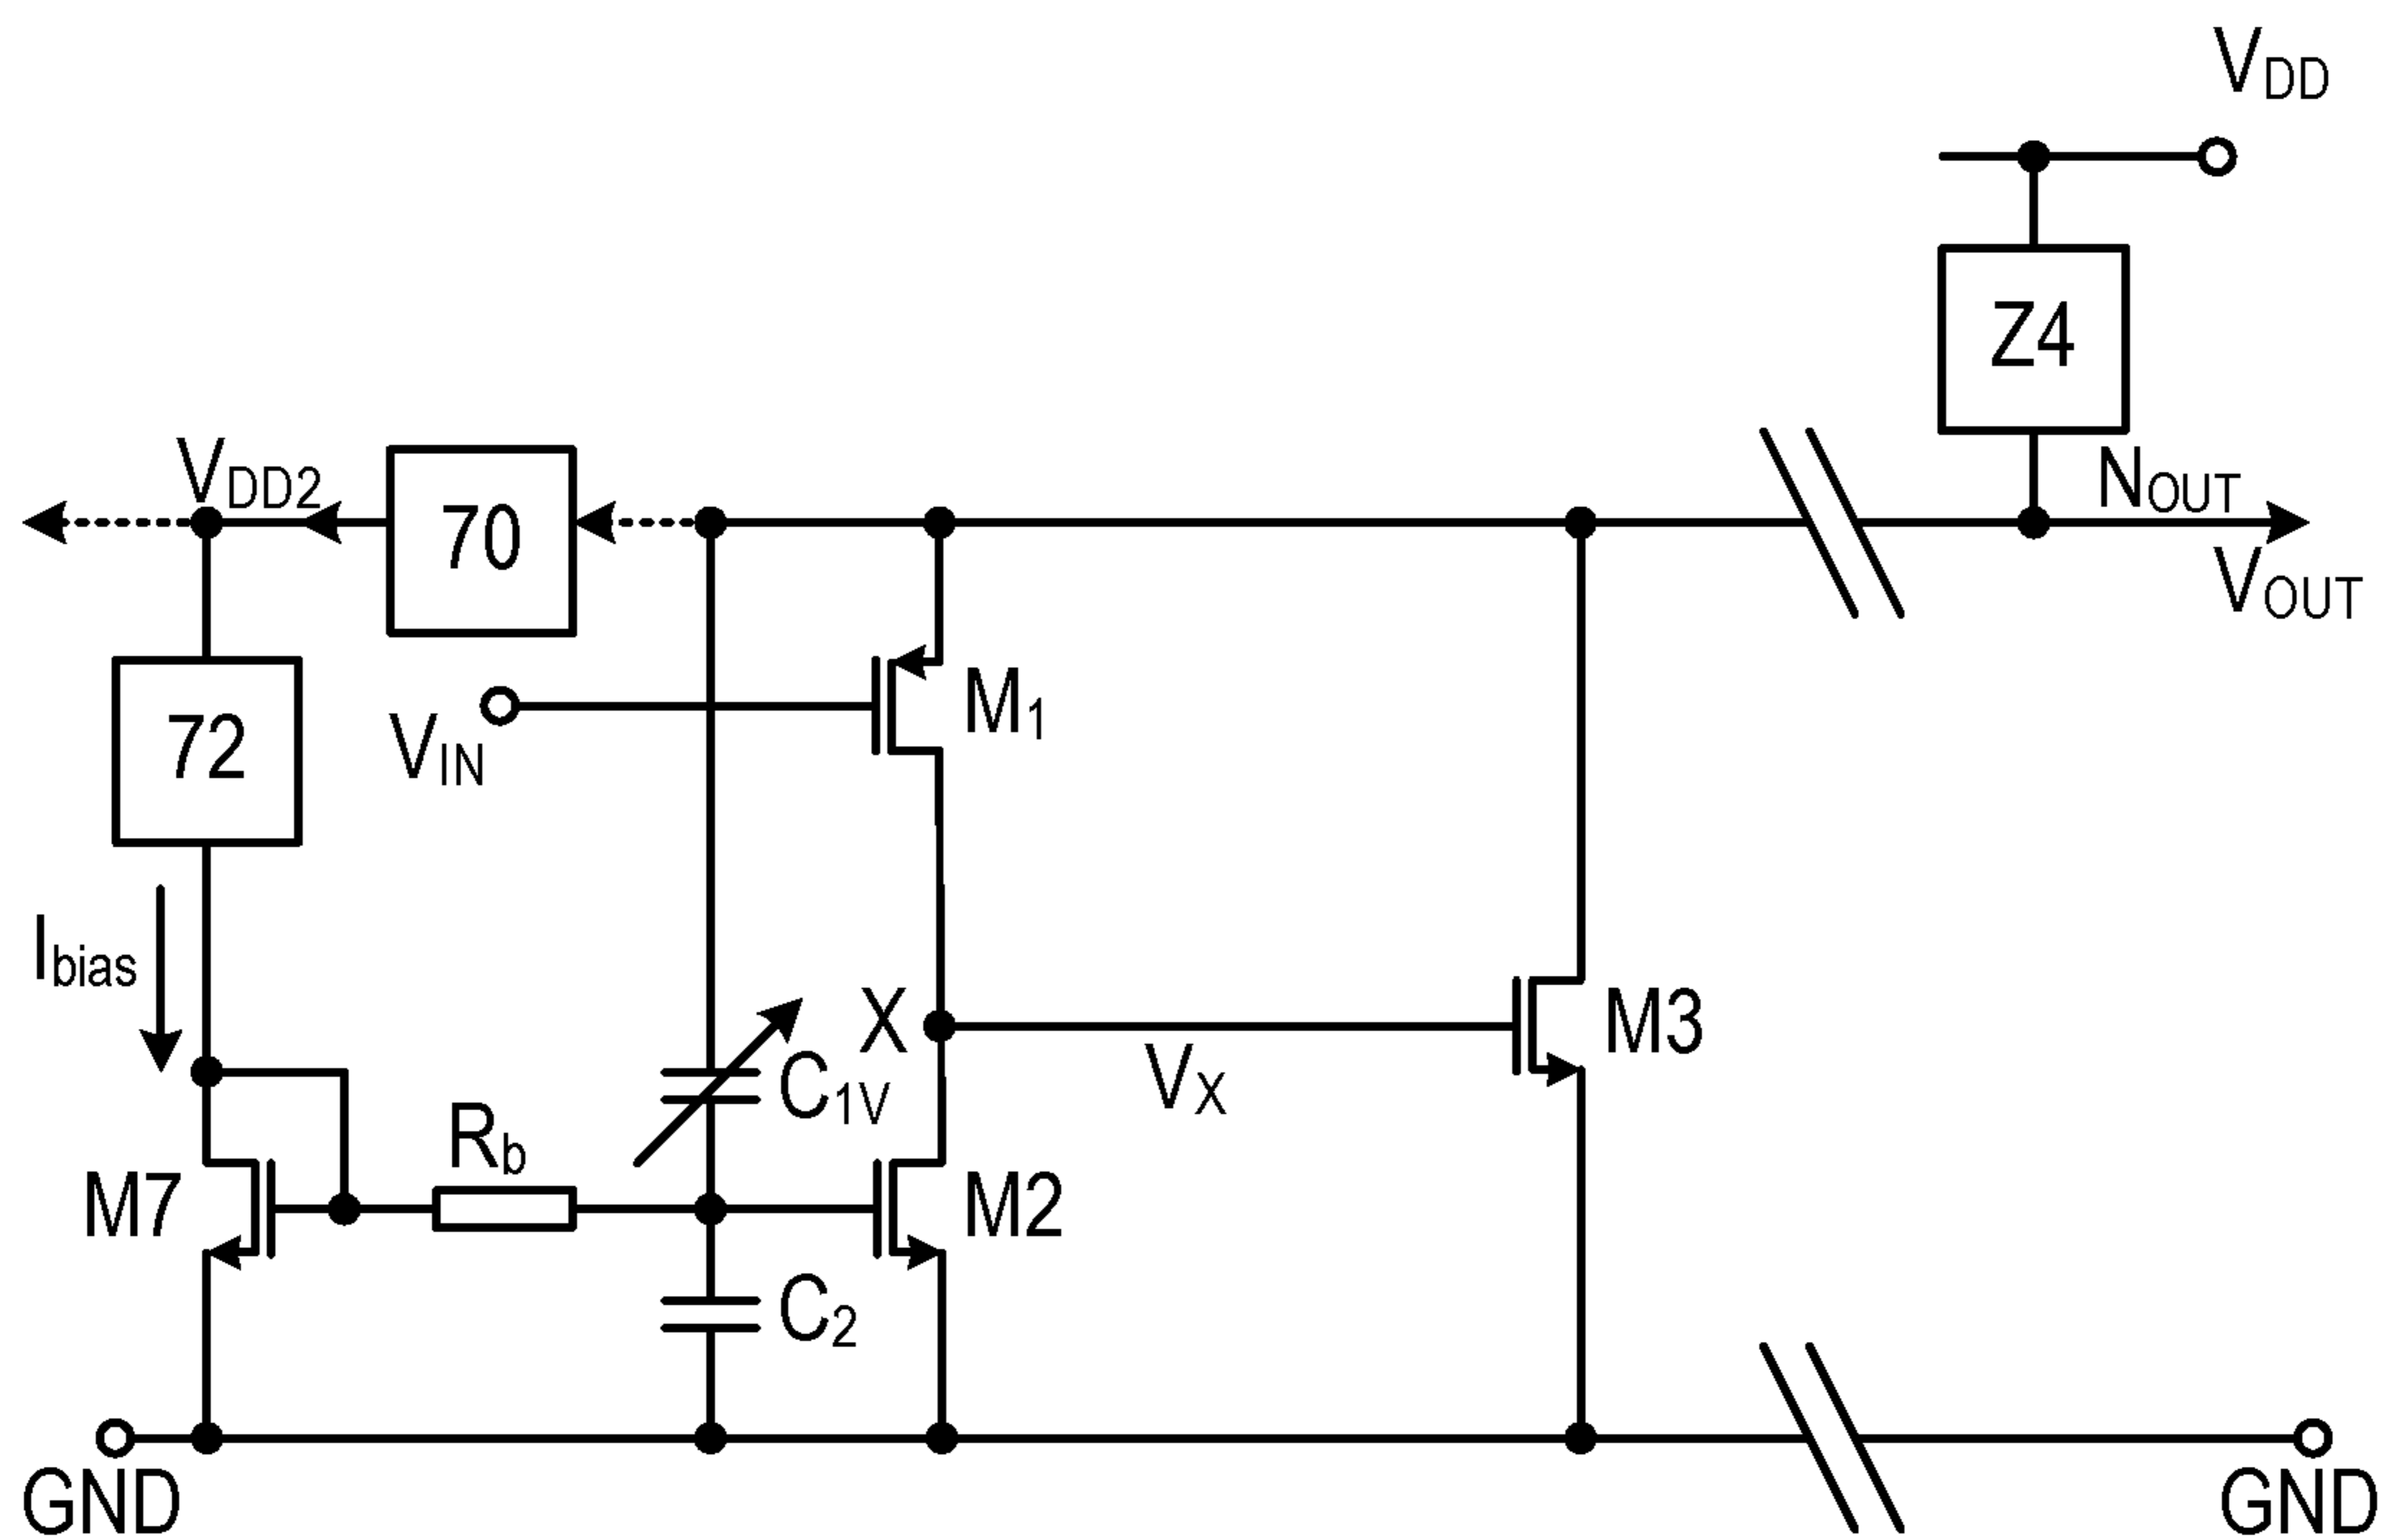 VDD
Z4
VDD2
70
NOUT
VOUT
72
VIN
M1
Ibias
X
C1V
VX
M3
M7
Rb
M2
C2
GND
GND